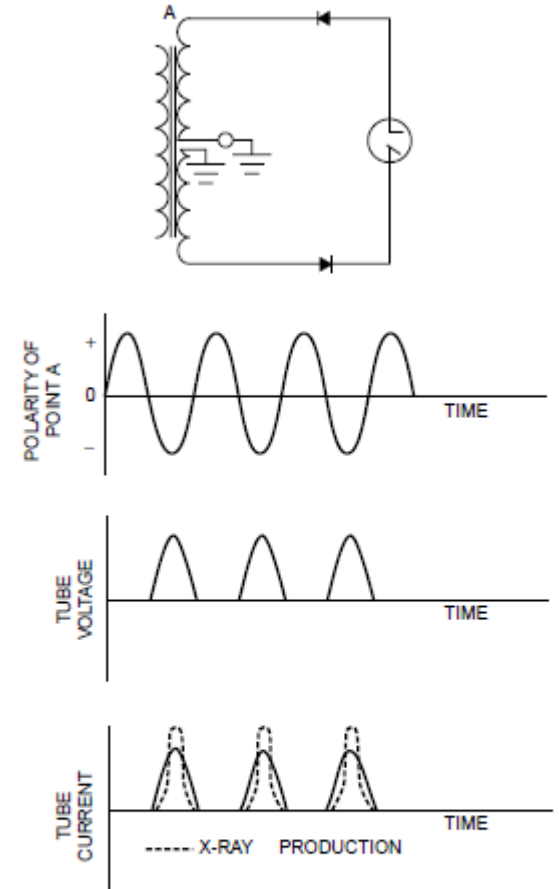 A
POLARITY OF
POINT A
+
0
–
TIME
TUBE
VOLTAGE
TIME
TUBE
CURRENT
TIME
X-RAY PRODUCTION